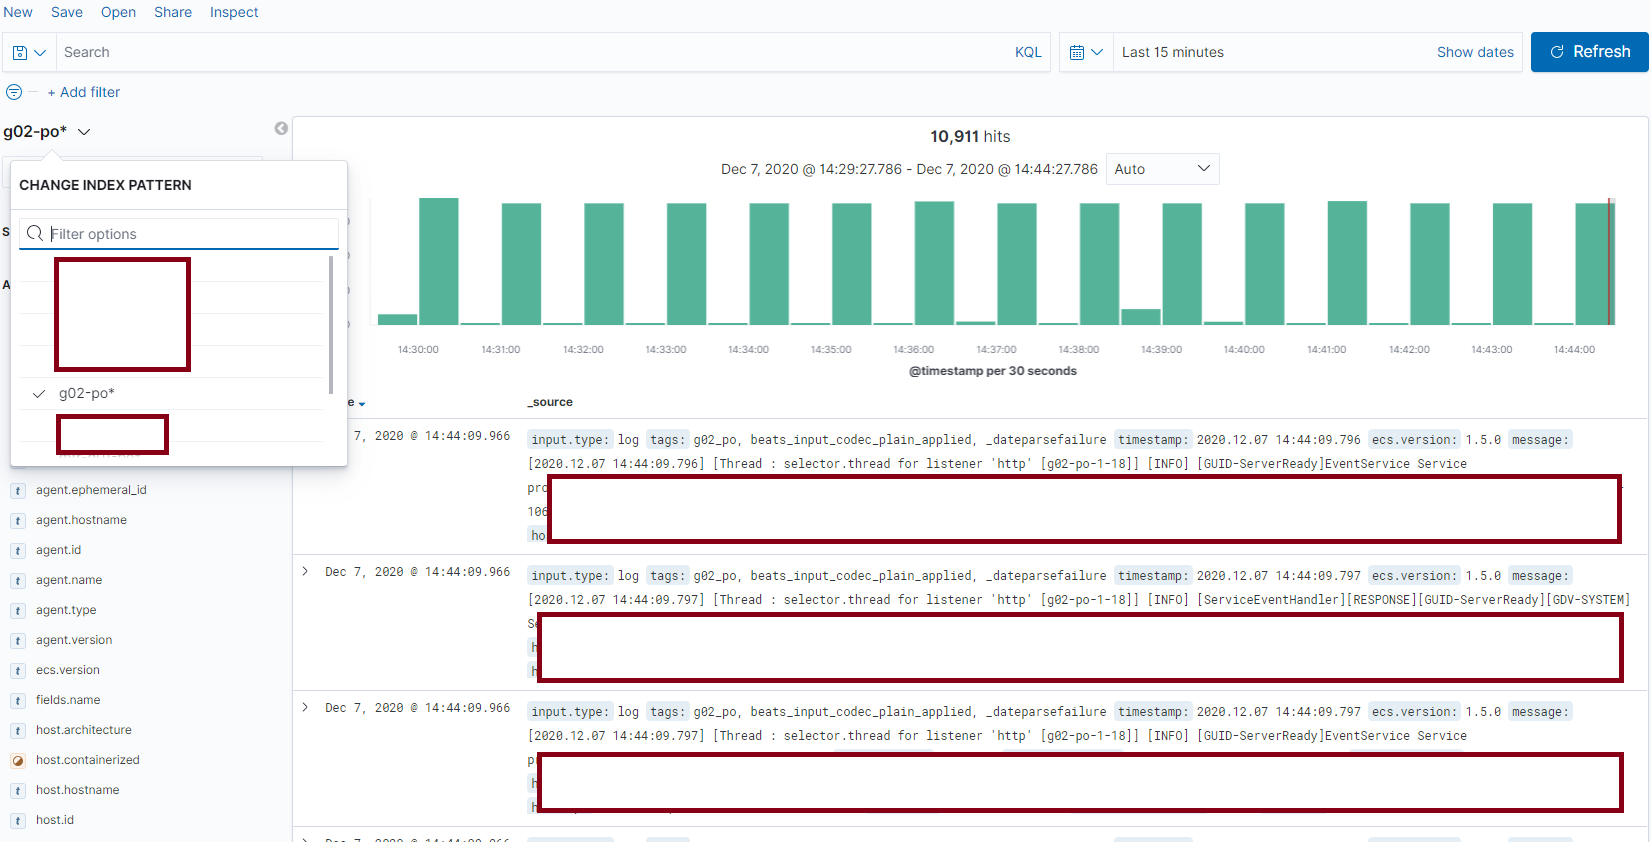 New Save Open Share Inspect
Search KQL Last 15 minutes Show dates Refresh
+ Add filter
g02-po*
10,911 hits
Dec 7, 2020 @ 14:29:27.786 - Dec 7, 2020 @ 14:44:27.786 Auto
CHANGE INDEX PATTERN
Filter options
g02-po*
14:30:00 14:31:00 14:32:00 14:33:00 14:34:00 14:35:00 14:36:00 14:37:00 14:38:00 14:39:00 14:40:00 14:41:00 14:42:00 14:43:00 14:44:00
@timestamp per 30 seconds
_source
7, 2020 @ 14:44:09.966 input.type: log tags: g02_po, beats_input_codec_plain_applied, _dateparsefailure timestamp: 2020.12.07 14:44:09.796 ecs.version: 1.5.0 message:
[2020.12.07 14:44:09.796] [Thread : selector.thread for listener 'http' [g02-po-1-18]] [INFO] [GUID-ServerReady]EventService Service
Dec 7, 2020 @ 14:44:09.966 input.type: log tags: g02_po, beats_input_codec_plain_applied, _dateparsefailure timestamp: 2020.12.07 14:44:09.797 ecs.version: 1.5.0 message:
[2020.12.07 14:44:09.797] [Thread : selector.thread for listener 'http' [g02-po-1-18]] [INFO] [ServiceEventHandler][RESPONSE][GUID-ServerReady][GDV-SYSTEM]
Dec 7, 2020 @ 14:44:09.966 input.type: log tags: g02_po, beats_input_codec_plain_applied, _dateparsefailure timestamp: 2020.12.07 14:44:09.797 ecs.version: 1.5.0 message:
[2020.12.07 14:44:09.797] [Thread : selector.thread for listener 'http' [g02-po-1-18]] [INFO] [GUID-ServerReady]EventService Service
agent.ephemeral_id
agent.hostname
agent.id
agent.name
agent.type
agent.version
ecs.version
fields.name
host.architecture
host.containerized
host.hostname
host.id